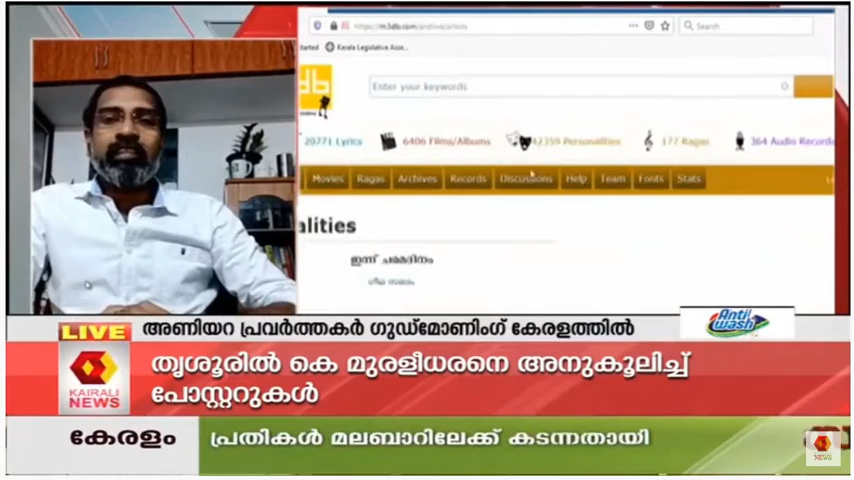 https://m3db.com/archive/artists
Search
Kerala Legislative Asse...
db
Enter your keywords
20771 Lyrics
6406 Films/Albums
42359 Personalities
177 Ragas
364 Audio Records
Movies Ragas Archives Records Discussions Help Team Fonts Stats
alities
ഇന്ന് ചരമദിനം
LIVE
അണിയറ പ്രവർത്തകർ ഗുഡ്മോണിംഗ് കേരളത്തിൽ
Anti wash
KAIRALI NEWS
തൃശൂരിൽ കെ മുരളീധരനെ അനുകൂലിച്ച്
പോസ്റ്ററുകൾ
കേരളം
പ്രതികൾ മലബാറിലേക്ക് കടന്നതായി
NEWS